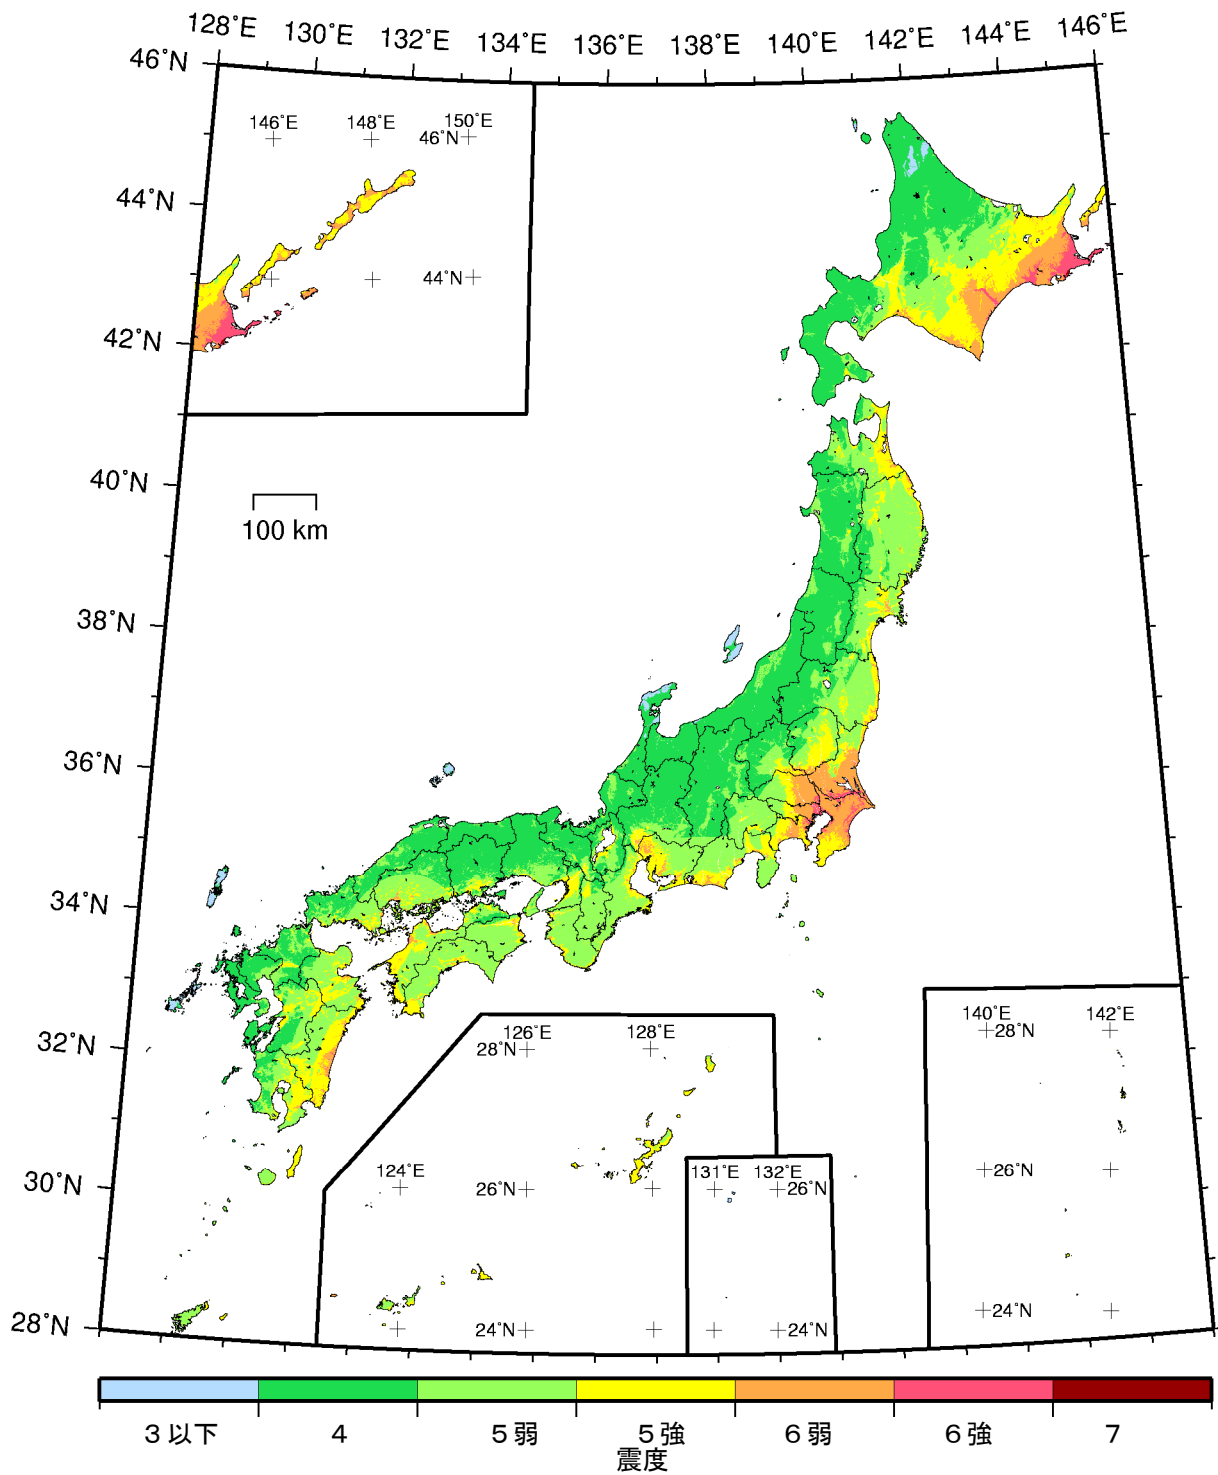 128°E 130°E 132°E 134°E 136°E 138°E 140°E 142°E 144°E 146°E
46°N
146°E 148°E 150°E
46°N
44°N
44°N
42°N
40°N
100 km
38°N
36°N
34°N
32°N
126°E 128°E
28°N
140°E 142°E
28°N
30°N
124°E
26°N
131°E 132°E
26°N
26°N
28°N
24°N
24°N
24°N
3以下 4 5弱 5強 6弱 6強 7
震度